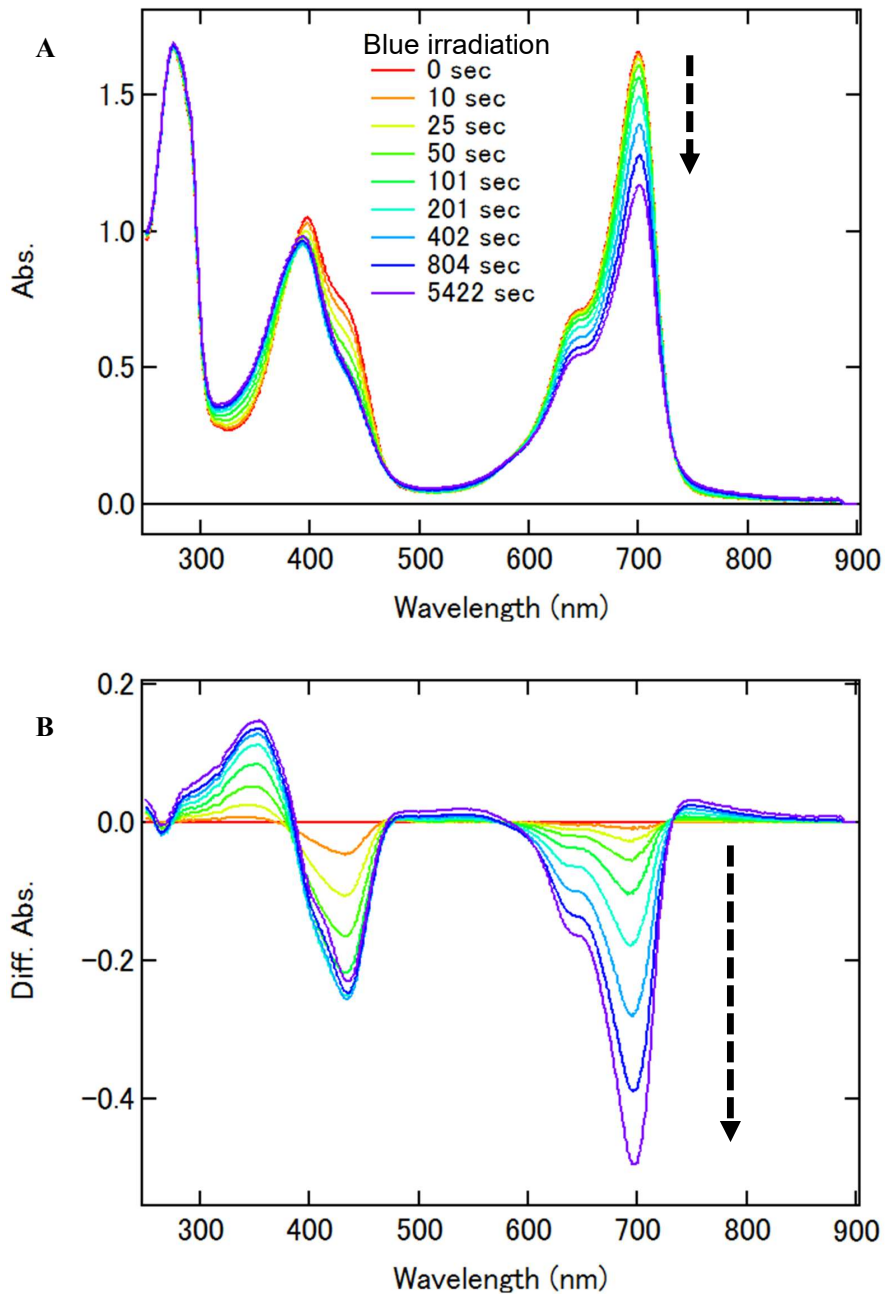 A
Blue irradiation
0 sec
10 sec
25 sec
50 sec
101 sec
201 sec
402 sec
804 sec
5422 sec
1.5
1.0
0.5
0.0
Abs.
300 400 500 600 700 800 900
Wavelength (nm)
B
0.2
0.0
−0.2
−0.4
Diff. Abs.
300 400 500 600 700 800 900
Wavelength (nm)